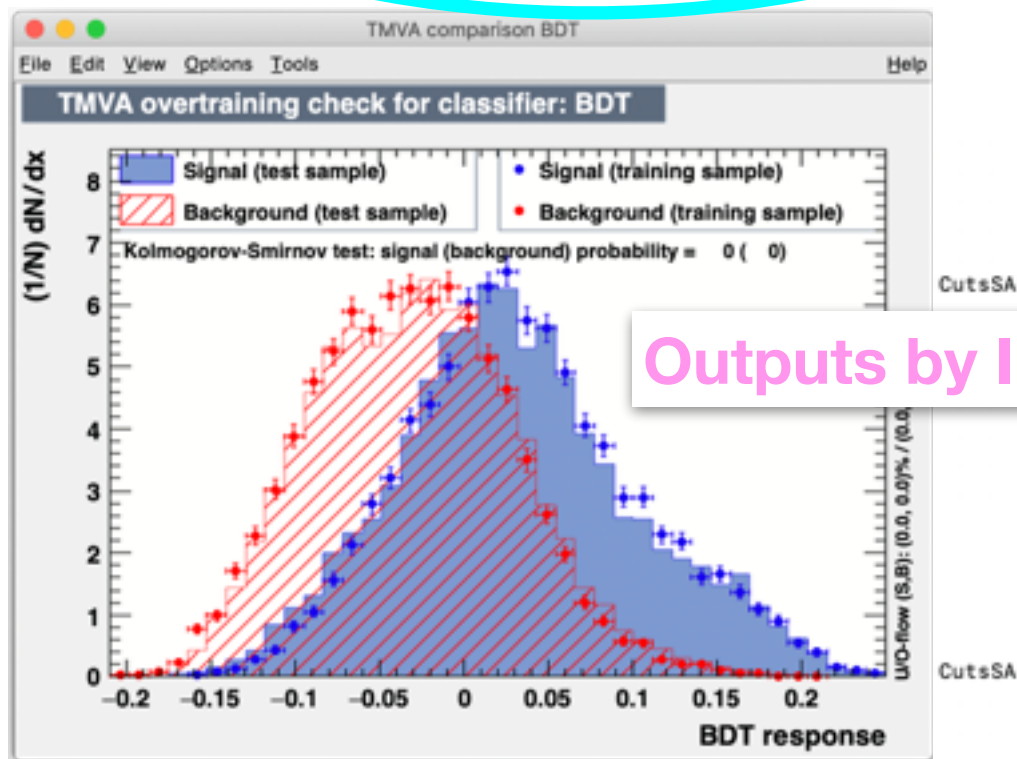 TMVA comparison BDT
File Edit View Options Tools Help
TMVA overtraining check for classifier: BDT
(1/N) dN/dx
Signal (test sample)
Background (test sample)
Signal (training sample)
Background (training sample)
Kolmogorov-Smirnov test: signal (background) probability = 0 ( 0)
8
7
6
5
4
3
2
1
0
−0.2 −0.15 −0.1 −0.05 0 0.05 0.1 0.15 0.2
BDT response
U/O-flow (S,B): (0.0, 0.0)% / (0.0,
Outputs by
CutsSA
CutsSA